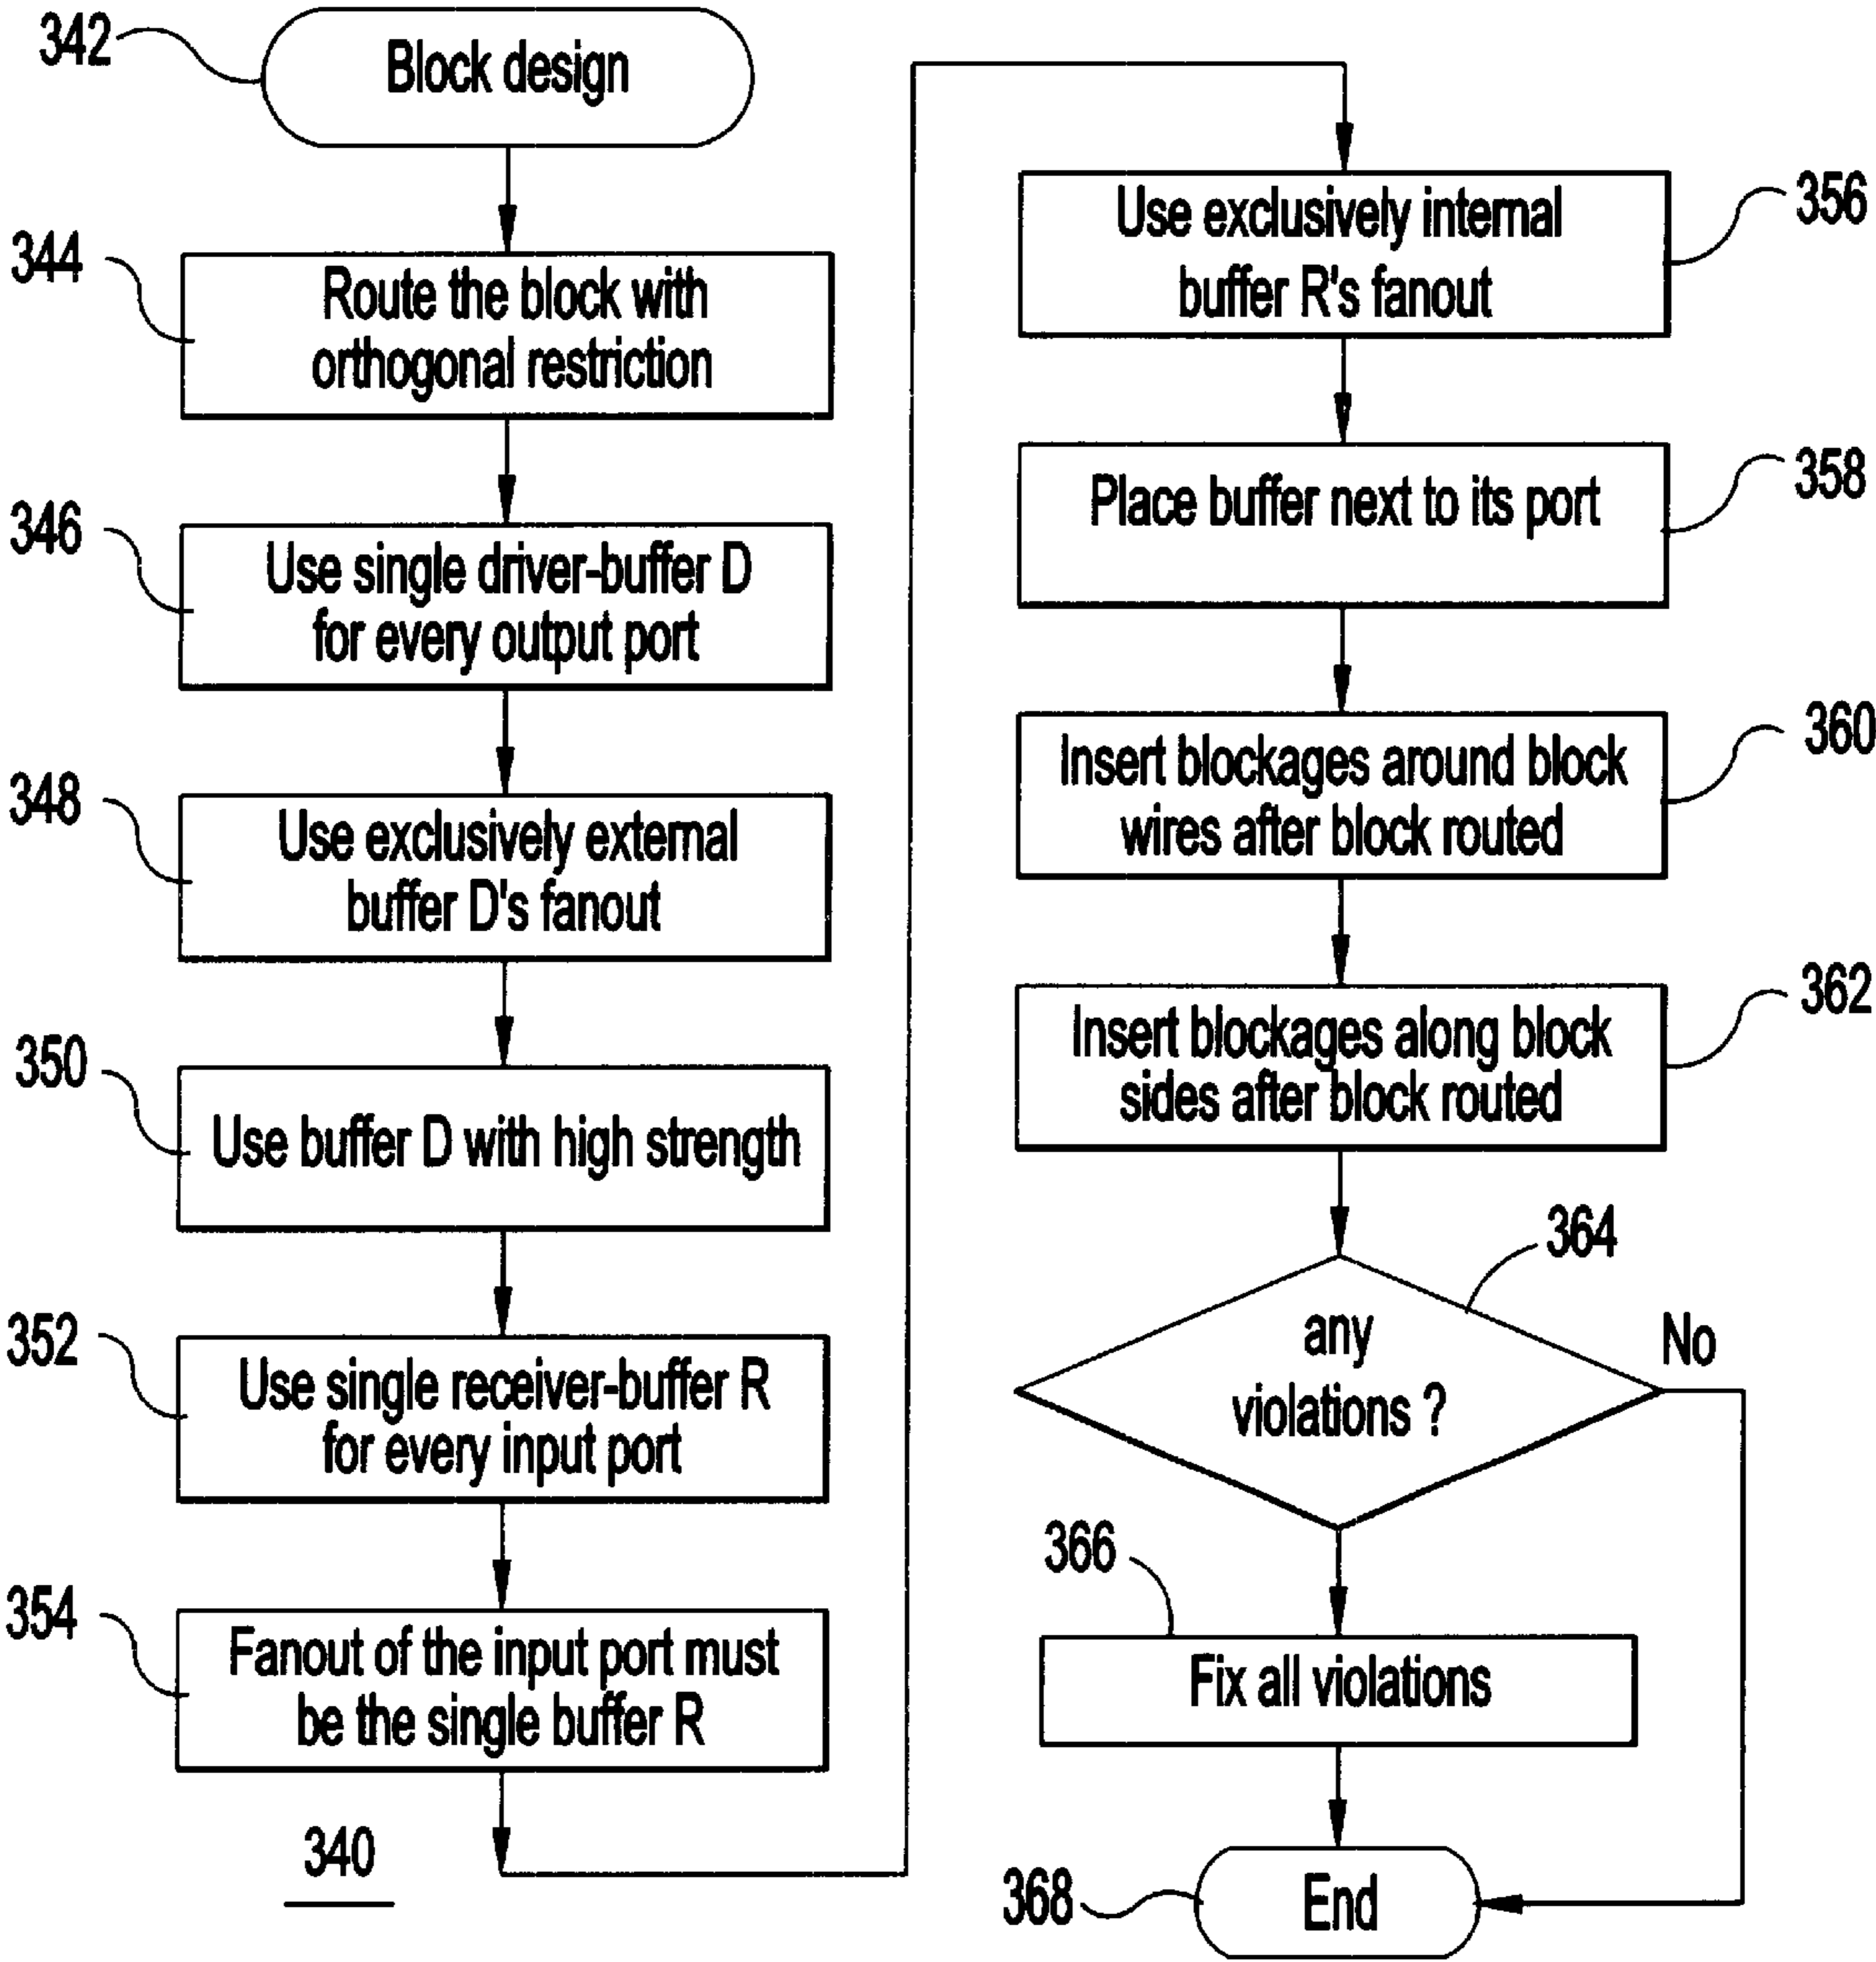 342
Block design
344
Route the block with
orthogonal restriction
346
Use single driver-buffer D
for every output port
348
Use exclusively external
buffer D's fanout
350
Use buffer D with high strength
352
Use single receiver-buffer R
for every input port
354
Fanout of the input port must
be the single buffer R
340
356
Use exclusively internal
buffer R's fanout
358
Place buffer next to its port
360
Insert blockages around block
wires after block routed
362
Insert blockages along block
sides after block routed
364
any
violations ?
No
366
Fix all violations
368
End